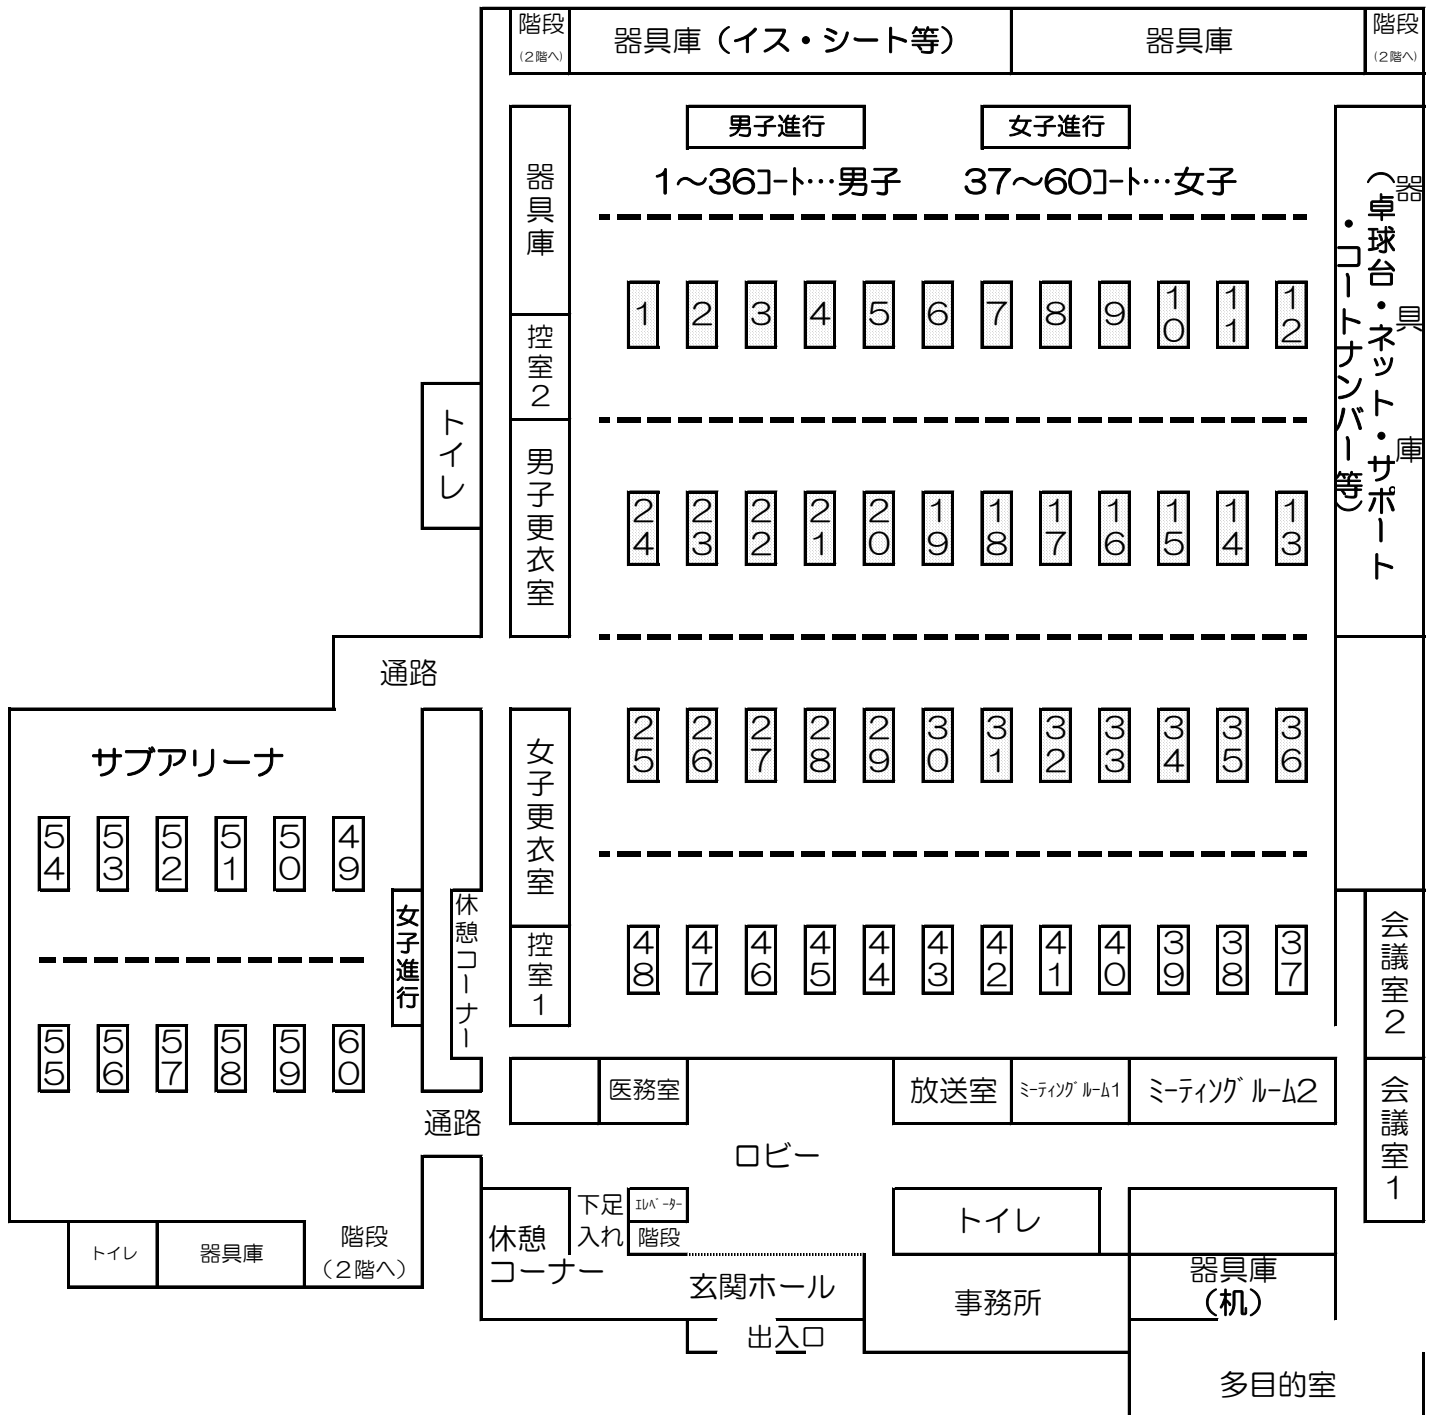 階段
(2階へ)
器具庫（イス・シート等）
器具庫
階段
(2階へ)
男子進行
女子進行
1～36ｺｰﾄ…男子
37～60ｺｰﾄ…女子
器具庫
器具庫
（卓球台・ネット・サポート
・コートナンバー等）
1 2 3 4 5 6 7 8 9 10 11 12
控室2
トイレ
男子更衣室
24 23 22 21 20 19 18 17 16 15 14 13
通路
サブアリーナ
女子更衣室
25 26 27 28 29 30 31 32 33 34 35 36
54 53 52 51 50 49
女子進行
休憩コーナー
控室1
48 47 46 45 44 43 42 41 40 39 38 37
会議室2
55 56 57 58 59 60
医務室
放送室
ﾐｰﾃｨﾝｸﾞﾙｰﾑ1
ﾐｰﾃｨﾝｸﾞﾙｰﾑ2
会議室1
通路
ロビー
下足
入れ
ｴﾚﾍﾞｰﾀｰ
階段
休憩
コーナー
トイレ
トイレ
器具庫
階段
（2階へ）
玄関ホール
事務所
器具庫
（机）
出入口
多目的室